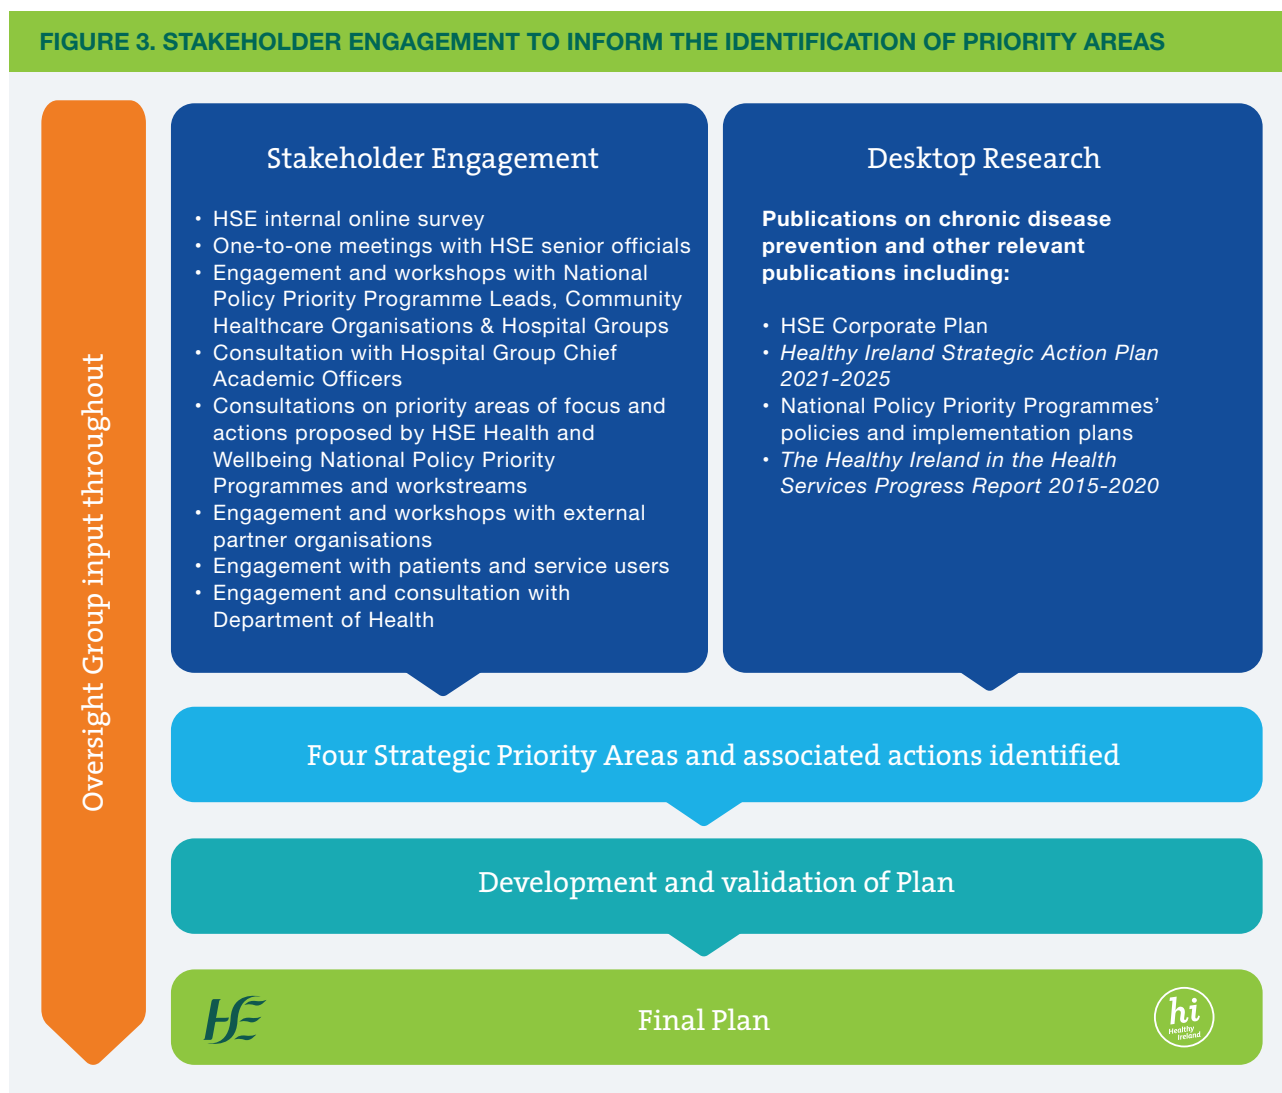 FIGURE 3. STAKEHOLDER ENGAGEMENT TO INFORM THE IDENTIFICATION OF PRIORITY AREAS
Oversight Group input throughout
Stakeholder Engagement
• HSE internal online survey
• One-to-one meetings with HSE senior officials
• Engagement and workshops with National
Policy Priority Programme Leads, Community
Healthcare Organisations & Hospital Groups
• Consultation with Hospital Group Chief
Academic Officers
• Consultations on priority areas of focus and
actions proposed by HSE Health and
Wellbeing National Policy Priority
Programmes and workstreams
• Engagement and workshops with external
partner organisations
• Engagement with patients and service users
• Engagement and consultation with
Department of Health
Desktop Research
Publications on chronic disease
prevention and other relevant
publications including:
• HSE Corporate Plan
• Healthy Ireland Strategic Action Plan
2021-2025
• National Policy Priority Programmes’
policies and implementation plans
• The Healthy Ireland in the Health
Services Progress Report 2015-2020
Four Strategic Priority Areas and associated actions identified
Development and validation of Plan
HSE
Final Plan
hi
Healthy
Ireland